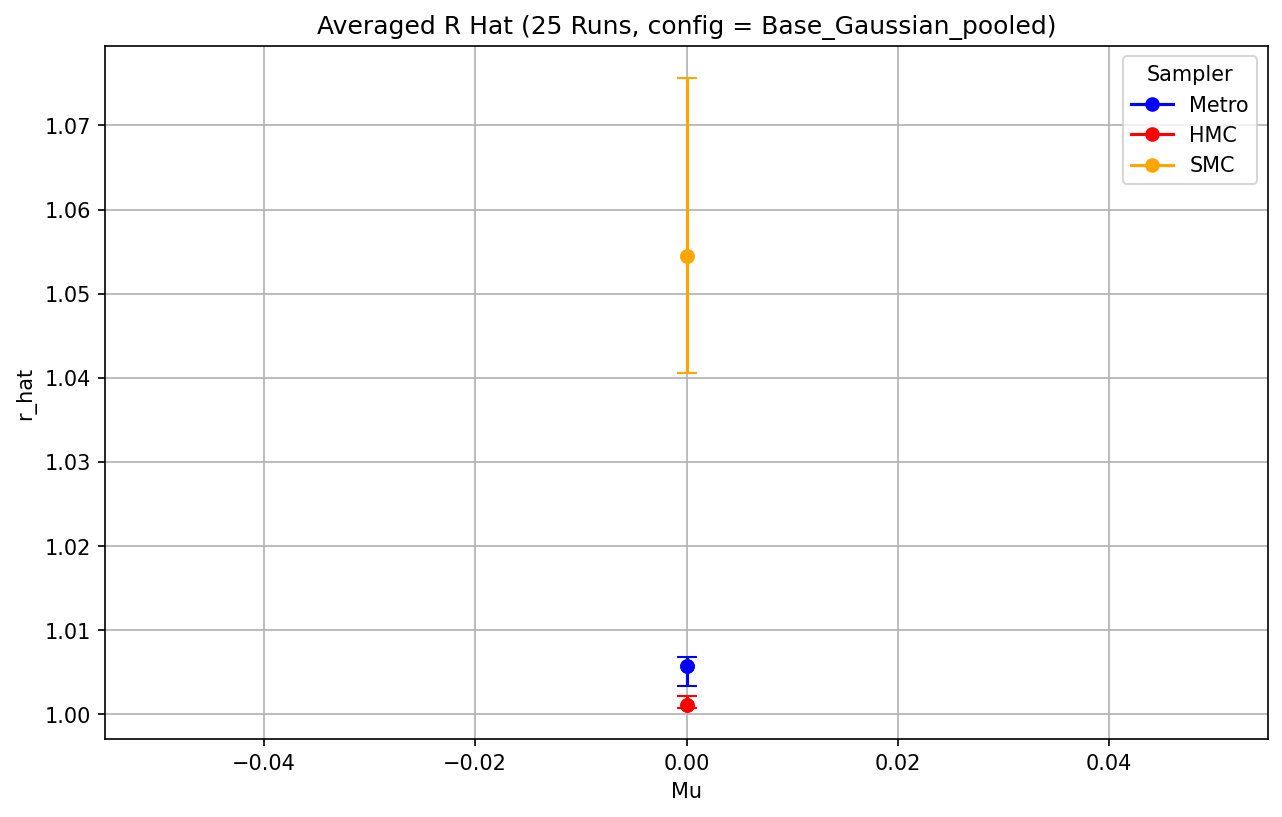 Averaged R Hat (25 Runs, config = Base_Gaussian_pooled)
Sampler
Metro
HMC
SMC
r_hat
1.07
1.06
1.05
1.04
1.03
1.02
1.01
1.00
−0.04 −0.02 0.00 0.02 0.04
Mu